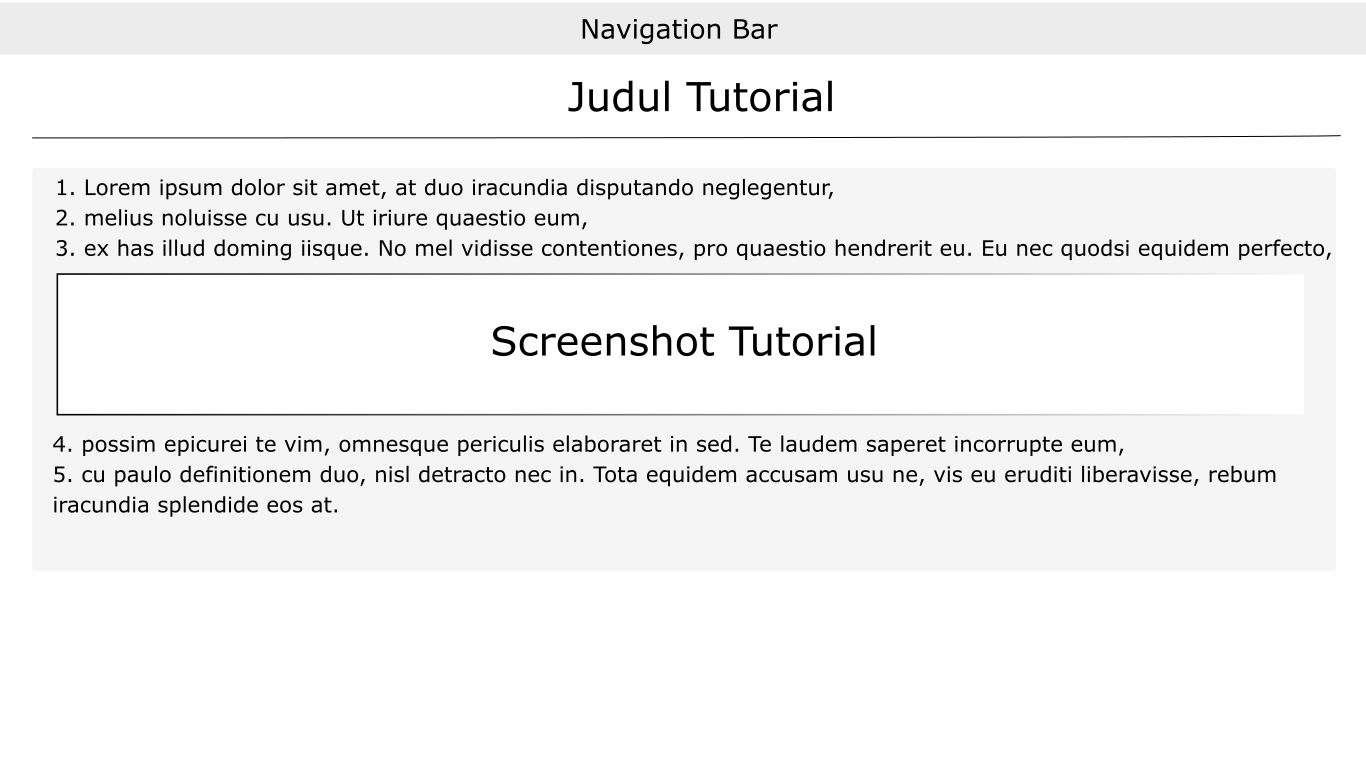 Navigation Bar
Judul Tutorial
1. Lorem ipsum dolor sit amet, at duo iracundia disputando neglegentur,
2. melius noluisse cu usu. Ut iriure quaestio eum,
3. ex has illud doming iisque. No mel vidisse contentiones, pro quaestio hendrerit eu. Eu nec quodsi equidem perfecto,
Screenshot Tutorial
4. possim epicurei te vim, omnesque periculis elaboraret in sed. Te laudem saperet incorrupte eum,
5. cu paulo definitionem duo, nisl detracto nec in. Tota equidem accusam usu ne, vis eu eruditi liberavisse, rebum
iracundia splendide eos at.